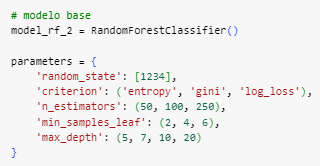 # modelo base
model_rf_2 = RandomForestClassifier()
parameters = {
'random_state': [1234],
'criterion': ('entropy', 'gini', 'log_loss'),
'n_estimators': (50, 100, 250),
'min_samples_leaf': (2, 4, 6),
'max_depth': (5, 7, 10, 20)
}